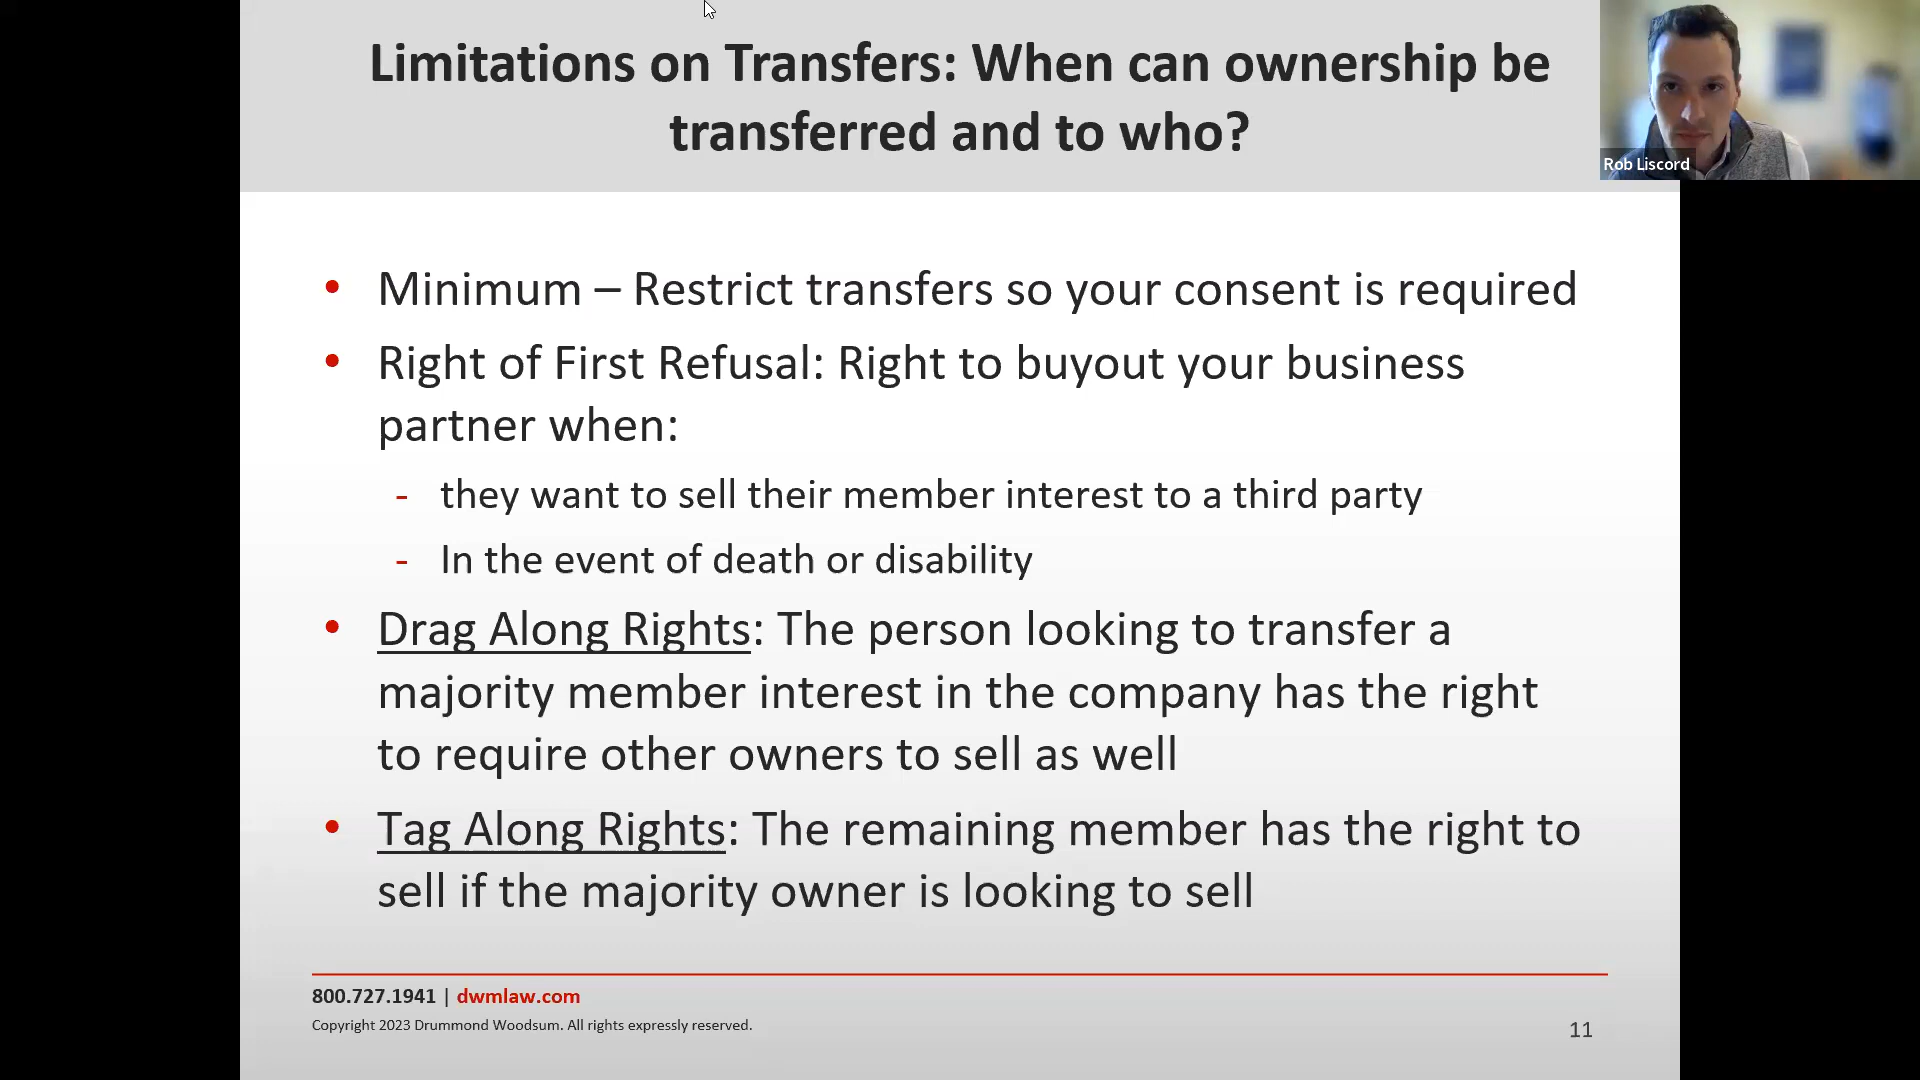 Limitations on Transfers: When can ownership be
transferred and to who?
Rob Liscord
• Minimum – Restrict transfers so your consent is required
• Right of First Refusal: Right to buyout your business
partner when:
- they want to sell their member interest to a third party
- In the event of death or disability
• Drag Along Rights: The person looking to transfer a
majority member interest in the company has the right
to require other owners to sell as well
• Tag Along Rights: The remaining member has the right to
sell if the majority owner is looking to sell
800.727.1941 | dwmlaw.com
Copyright 2023 Drummond Woodsum. All rights expressly reserved.
11